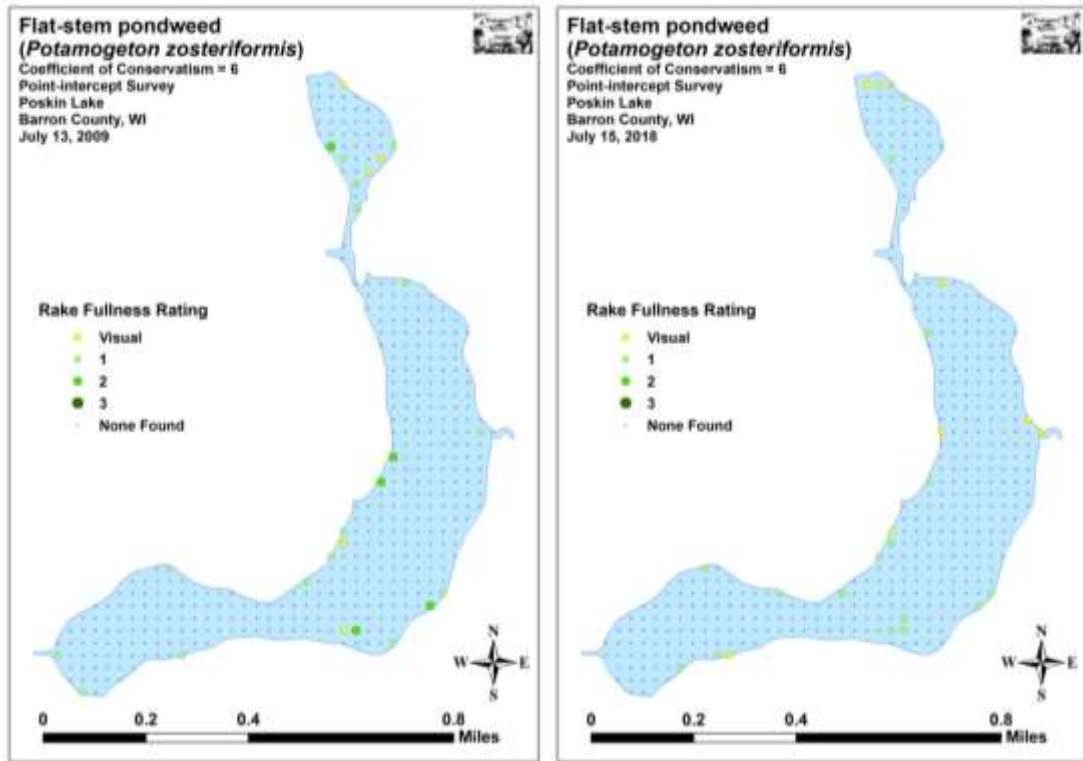 Flat-stem pondweed
(Potamogeton zosteriformis)
Coefficient of Conservatism = 6
Point-intercept Survey
Poskin Lake
Barron County, WI
July 13, 2009
Rake Fullness Rating
Visual
1
2
3
None Found
N
W E
S
0 0.2 0.4 0.8
Miles
Flat-stem pondweed
(Potamogeton zosteriformis)
Coefficient of Conservatism = 6
Point-intercept Survey
Poskin Lake
Barron County, WI
July 15, 2018
Rake Fullness Rating
Visual
1
2
3
None Found
N
W E
S
0 0.2 0.4 0.8
Miles